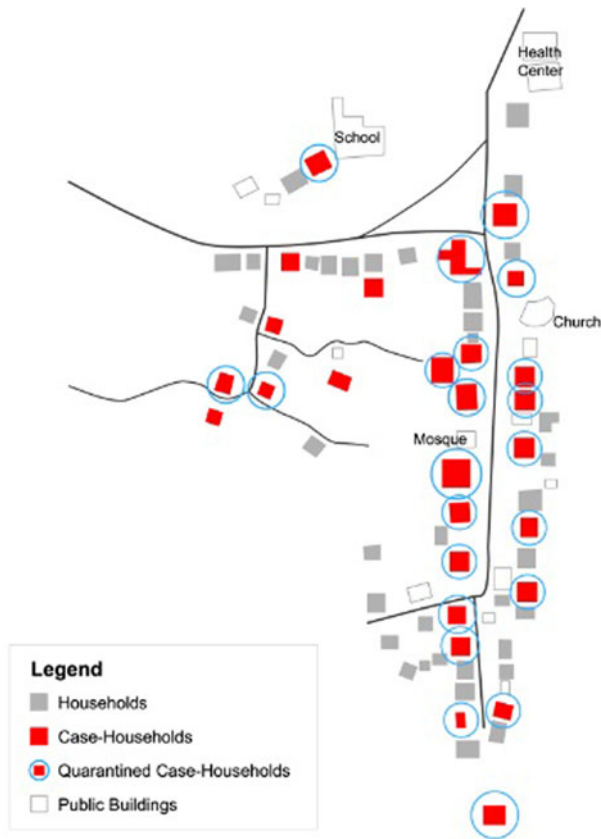 Health
Center
School
Church
Mosque
Legend
Households
Case-Households
Quarantined Case-Households
Public Buildings